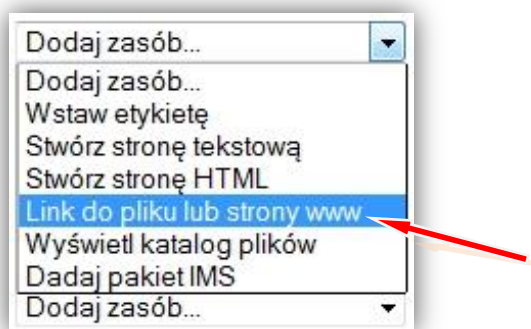 Dodaj zasób...
Dodaj zasób...
Wstaw etykietę
Stwórz stronę tekstową
Stwórz stronę HTML
Link do pliku lub strony www
Wyświetl katalog plików
Dadaj pakiet IMS
Dodaj zasób...